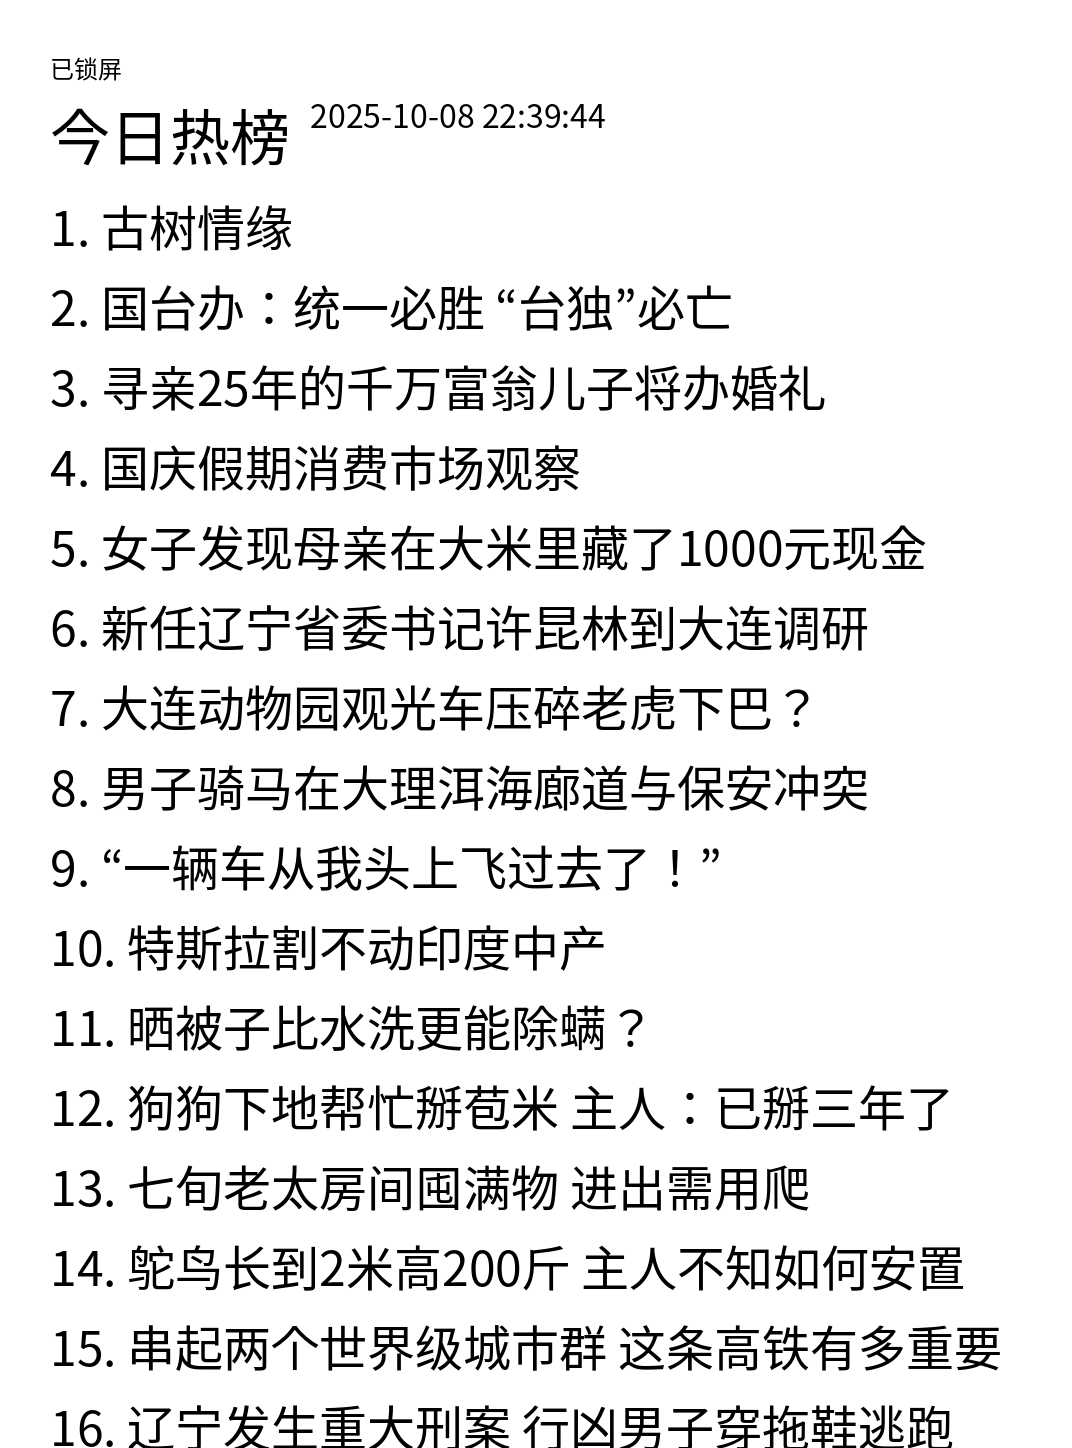 已锁屏
今日热榜 2025-10-08 22:39:44
1. 古树情缘
2. 国台办：统一必胜 “台独”必亡
3. 寻亲25年的千万富翁儿子将办婚礼
4. 国庆假期消费市场观察
5. 女子发现母亲在大米里藏了1000元现金
6. 新任辽宁省委书记许昆林到大连调研
7. 大连动物园观光车压碎老虎下巴？
8. 男子骑马在大理洱海廊道与保安冲突
9. “一辆车从我头上飞过去了！”
10. 特斯拉割不动印度中产
11. 晒被子比水洗更能除螨？
12. 狗狗下地帮忙掰苞米 主人：已掰三年了
13. 七旬老太房间囤满物 进出需用爬
14. 鸵鸟长到2米高200斤 主人不知如何安置
15. 串起两个世界级城市群 这条高铁有多重要
16. 辽宁发生重大刑案 行凶男子穿拖鞋逃跑